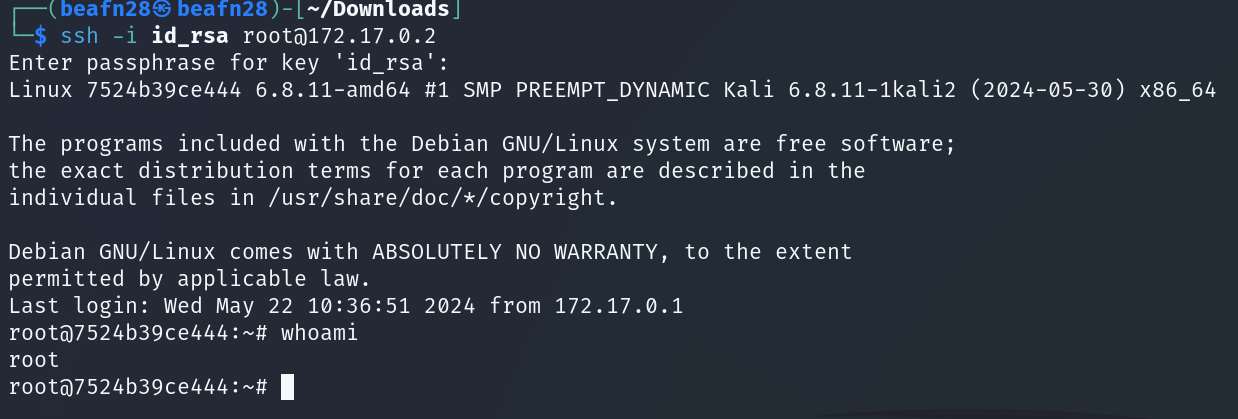 ┌──(beafn28㉿beafn28)-[~/Downloads]
└─$ ssh -i id_rsa root@172.17.0.2
Enter passphrase for key 'id_rsa':
Linux 7524b39ce444 6.8.11-amd64 #1 SMP PREEMPT_DYNAMIC Kali 6.8.11-1kali2 (2024-05-30) x86_64
The programs included with the Debian GNU/Linux system are free software;
the exact distribution terms for each program are described in the
individual files in /usr/share/doc/*/copyright.
Debian GNU/Linux comes with ABSOLUTELY NO WARRANTY, to the extent
permitted by applicable law.
Last login: Wed May 22 10:36:51 2024 from 172.17.0.1
root@7524b39ce444:~# whoami
root
root@7524b39ce444:~#